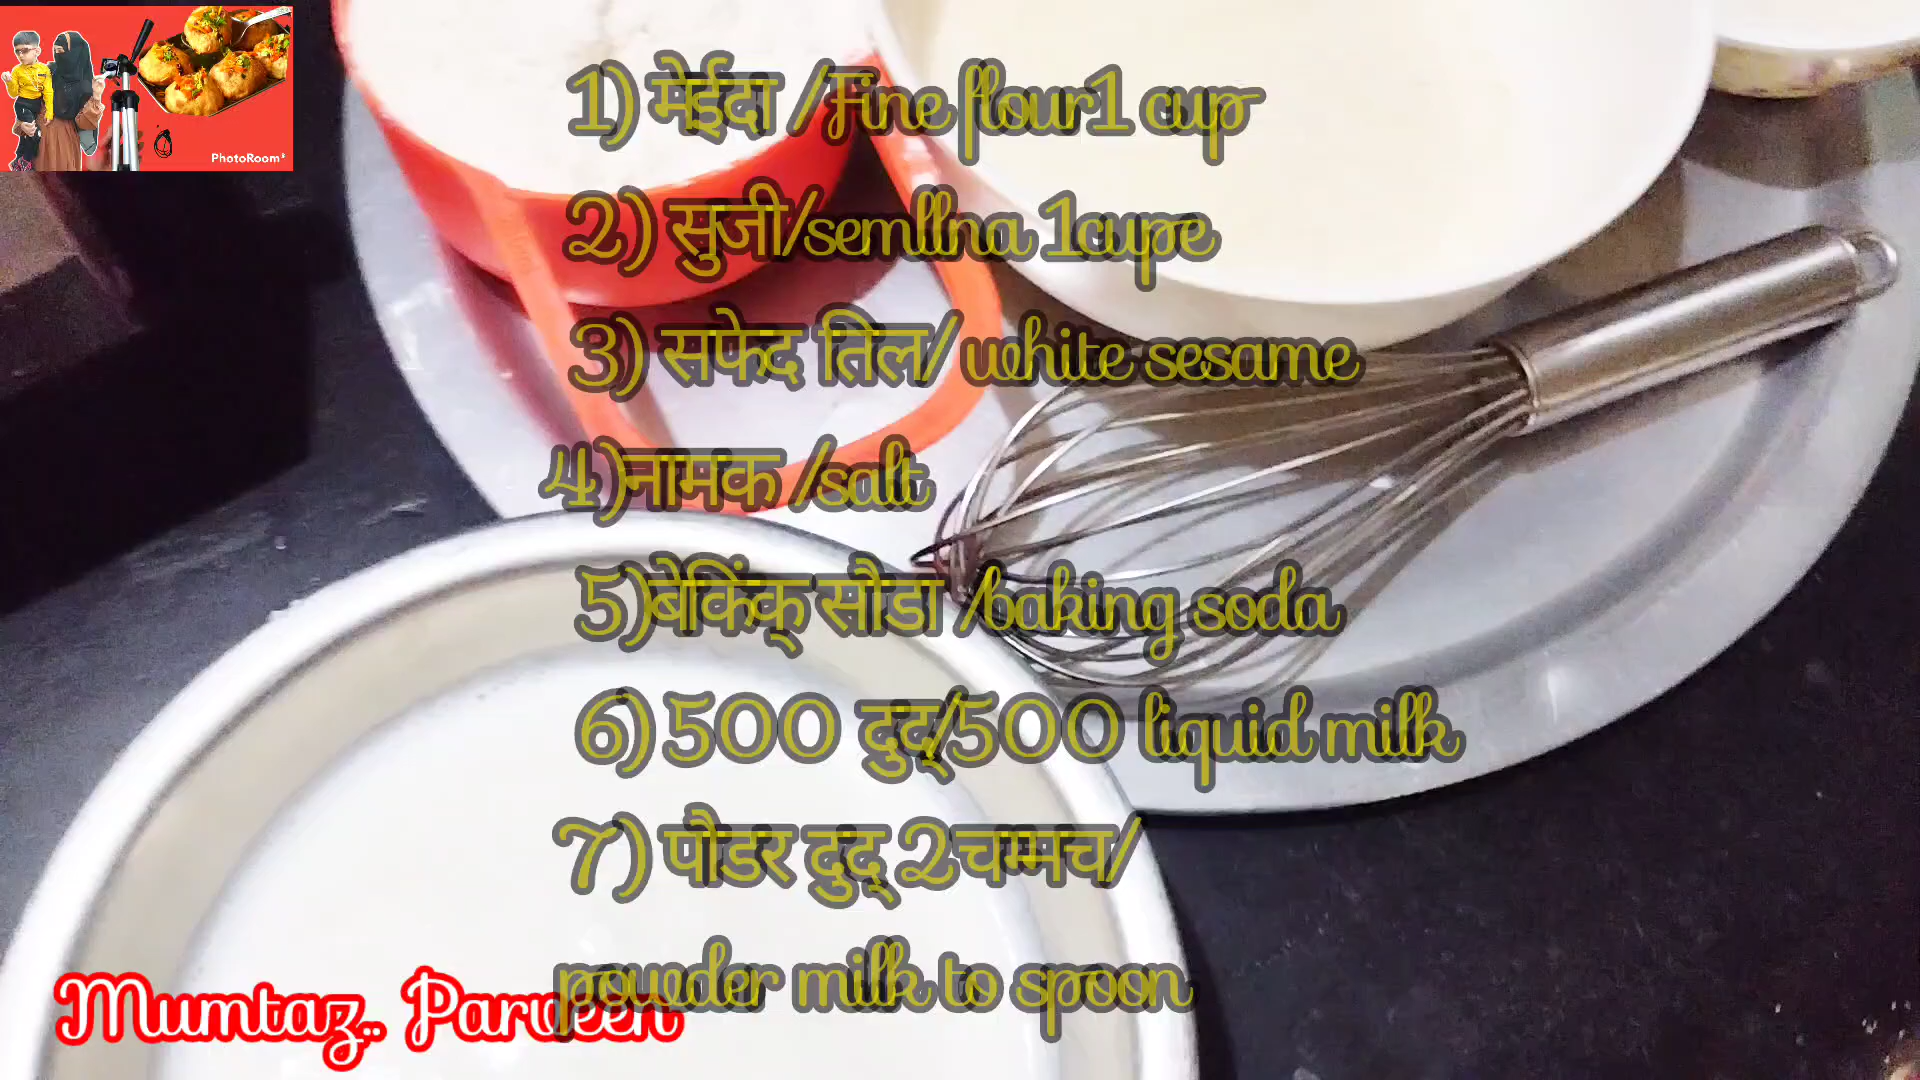 PhotoRoom
1) मेईदा /Fine flour1 cup
2) सुजी/semllna 1cupe
3) सफेद तिल/ white sesame
4)नामक /salt
5)बेकिंक् सोडा /baking soda
6) 500 दुद्/500 liquid milk
7) पौडर दुद् 2चम्मच/
powder milk to spoon
Mumtaz.. Parveen